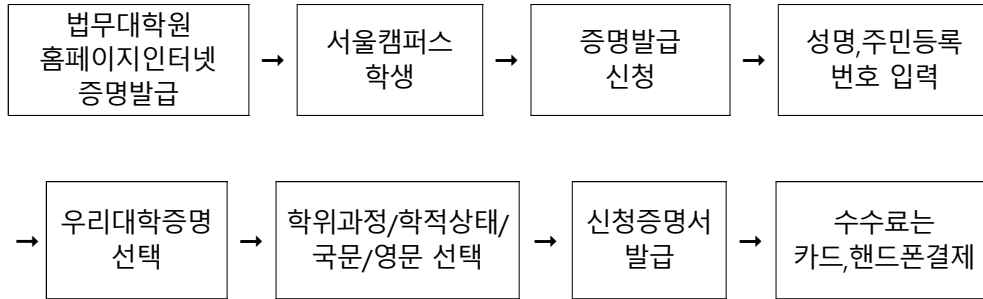 법무대학원
홈페이지인터넷
증명발급
→
서울캠퍼스
학생
→
증명발급
신청
→
성명,주민등록
번호 입력
→
우리대학증명
선택
→
학위과정/학적상태/
국문/영문 선택
→
신청증명서
발급
→
수수료는
카드,핸드폰결제